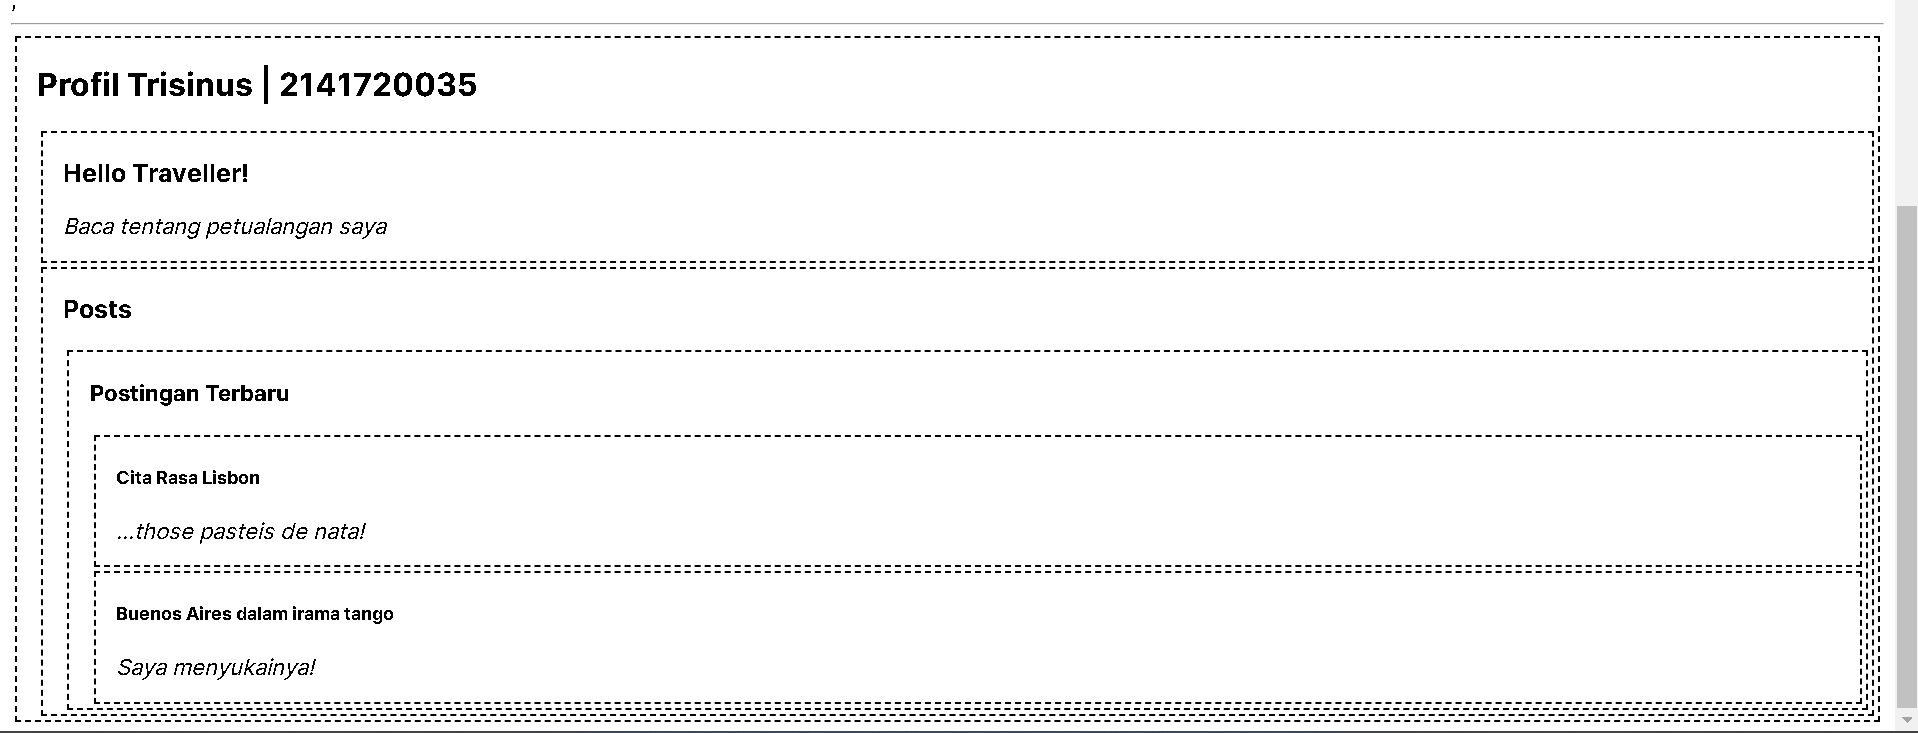 ,
Profil Trisinus | 2141720035
Hello Traveller!
Baca tentang petualangan saya
Posts
Postingan Terbaru
Cita Rasa Lisbon
...those pasteis de nata!
Buenos Aires dalam irama tango
Saya menyukainya!